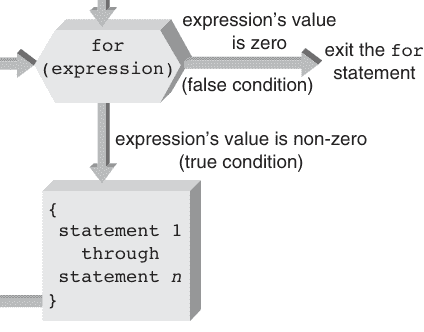 for
(expression)
expression's value
is zero
(false condition)
exit the for
statement
expression's value is non-zero
(true condition)
{
statement 1
through
statement n
}